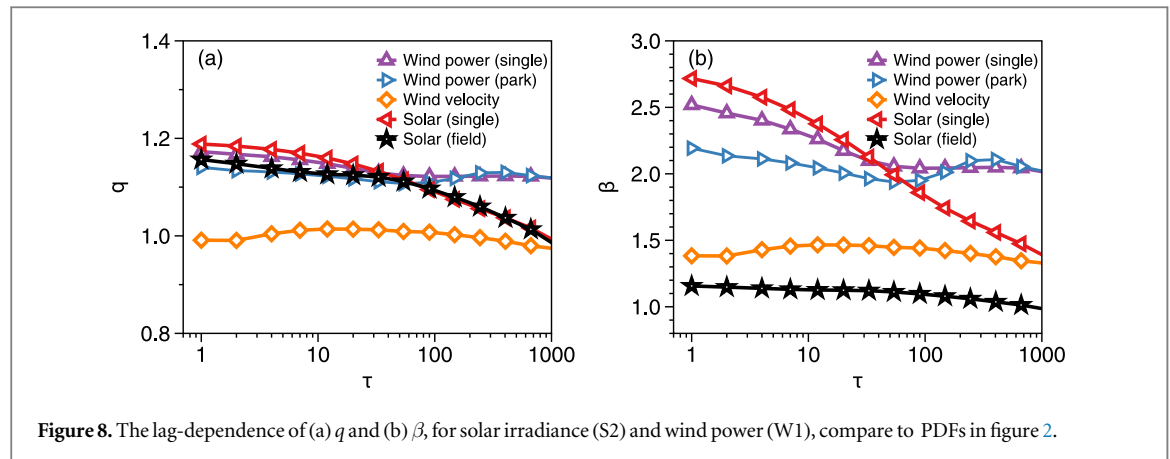 (a)
Wind power (single)
Wind power (park)
Wind velocity
Solar (single)
Solar (field)
1.4
1.2
1.0
0.8
q
1
10
100
1000
τ
(b)
Wind power (single)
Wind power (park)
Wind velocity
Solar (single)
Solar (field)
3.0
2.5
2.0
1.5
1.0
β
1
10
100
1000
τ
Figure 8. The lag-dependence of (a) q and (b) β, for solar irradiance (S2) and wind power (W1), compare to PDFs in figure 2.